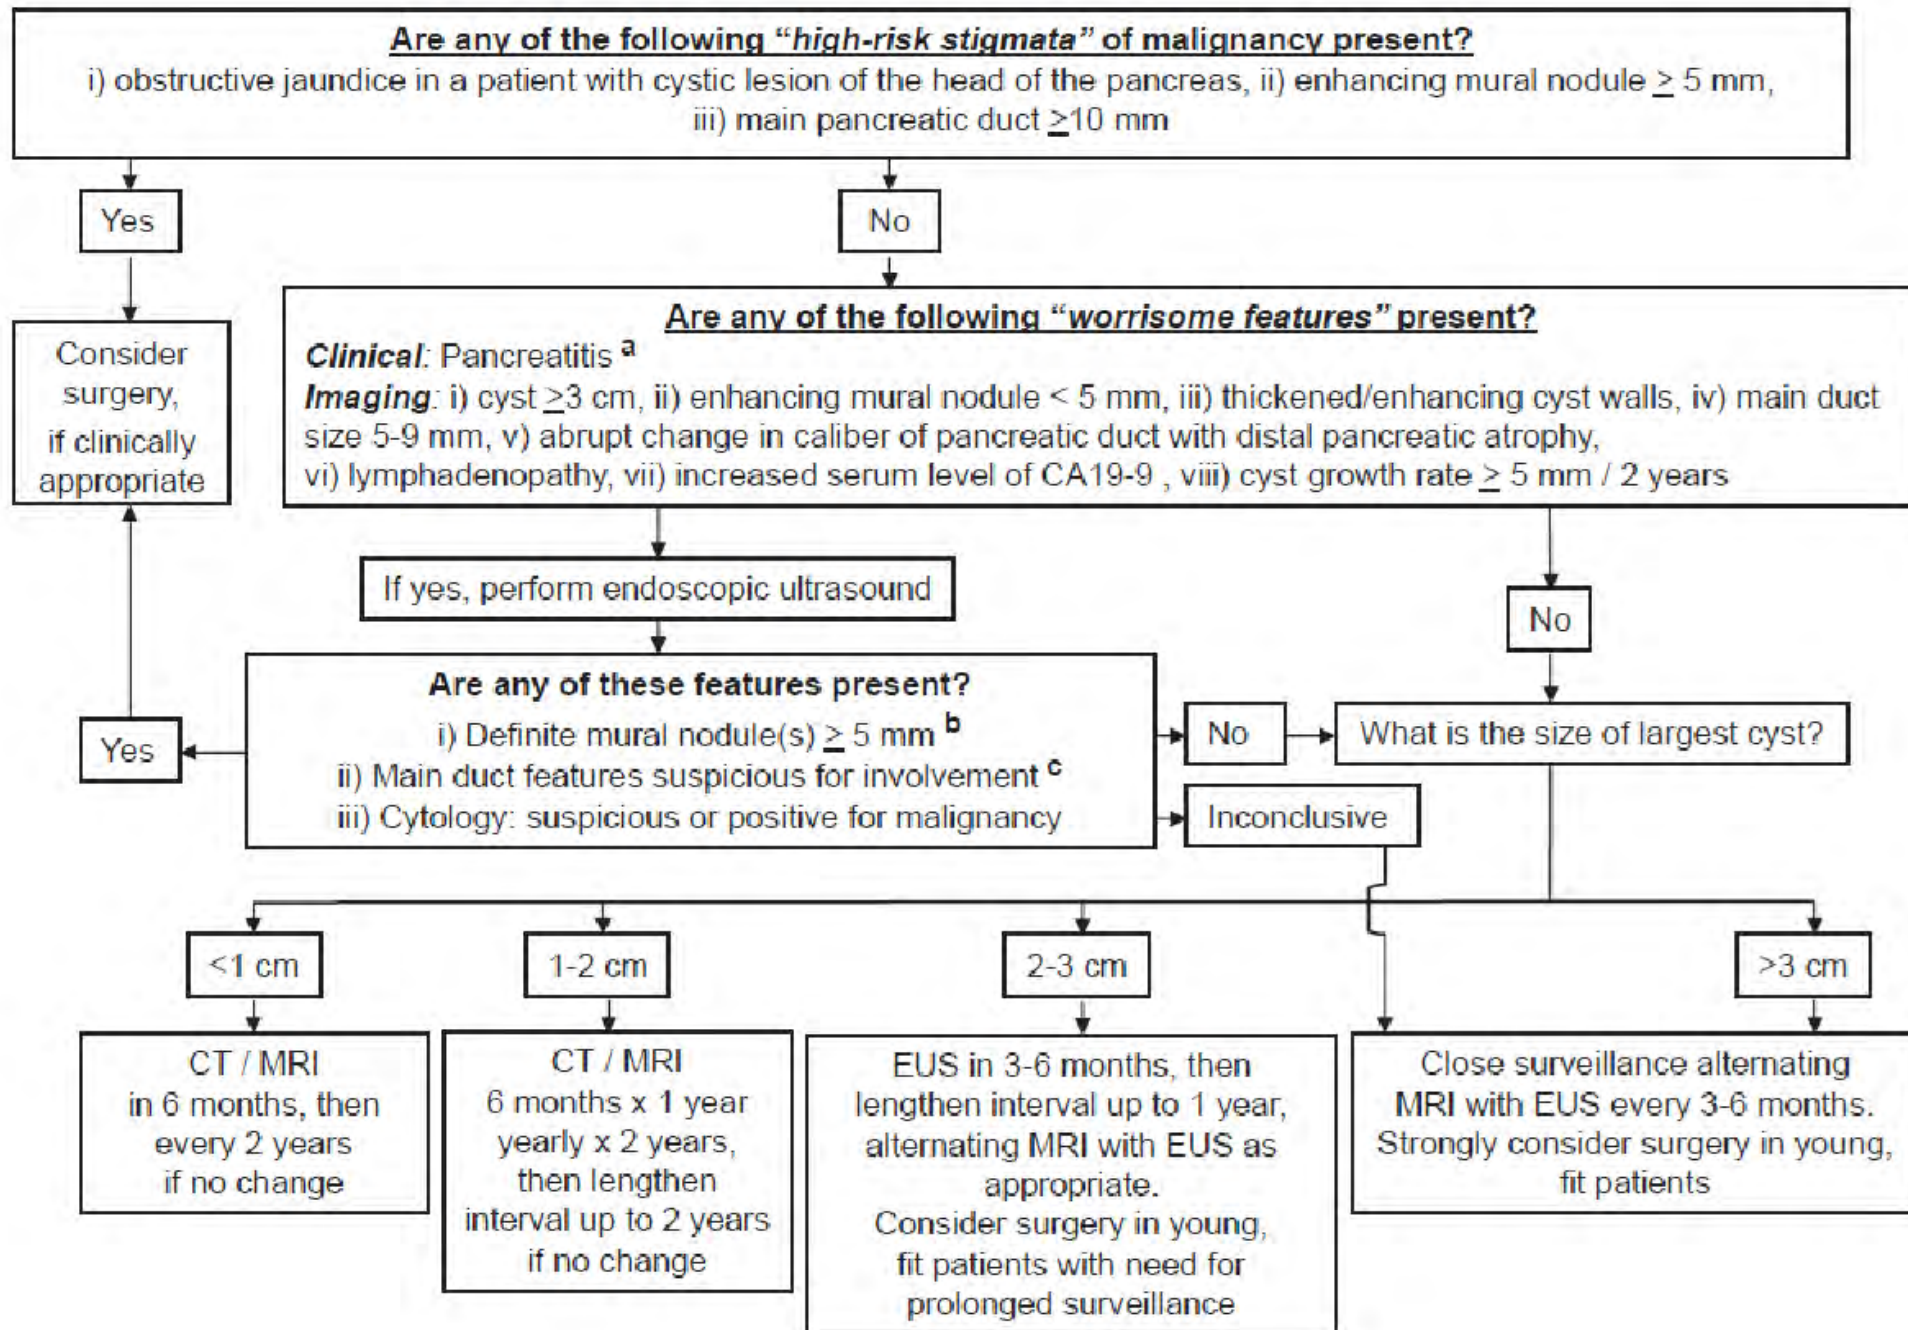 Are any of the following “high-risk stigmata” of malignancy present?
i) obstructive jaundice in a patient with cystic lesion of the head of the pancreas, ii) enhancing mural nodule ≥ 5 mm,
iii) main pancreatic duct ≥10 mm
Yes
No
Consider
surgery,
if clinically
appropriate
Are any of the following “worrisome features” present?
Clinical: Pancreatitis a
Imaging: i) cyst ≥3 cm, ii) enhancing mural nodule < 5 mm, iii) thickened/enhancing cyst walls, iv) main duct
size 5-9 mm, v) abrupt change in caliber of pancreatic duct with distal pancreatic atrophy,
vi) lymphadenopathy, vii) increased serum level of CA19-9 , viii) cyst growth rate ≥ 5 mm / 2 years
If yes, perform endoscopic ultrasound
No
Are any of these features present?
i) Definite mural nodule(s) ≥ 5 mm b
ii) Main duct features suspicious for involvement c
iii) Cytology: suspicious or positive for malignancy
Yes
No
What is the size of largest cyst?
Inconclusive
<1 cm
1-2 cm
2-3 cm
>3 cm
CT / MRI
in 6 months, then
every 2 years
if no change
CT / MRI
6 months x 1 year
yearly x 2 years,
then lengthen
interval up to 2 years
if no change
EUS in 3-6 months, then
lengthen interval up to 1 year,
alternating MRI with EUS as
appropriate.
Consider surgery in young,
fit patients with need for
prolonged surveillance
Close surveillance alternating
MRI with EUS every 3-6 months.
Strongly consider surgery in young,
fit patients